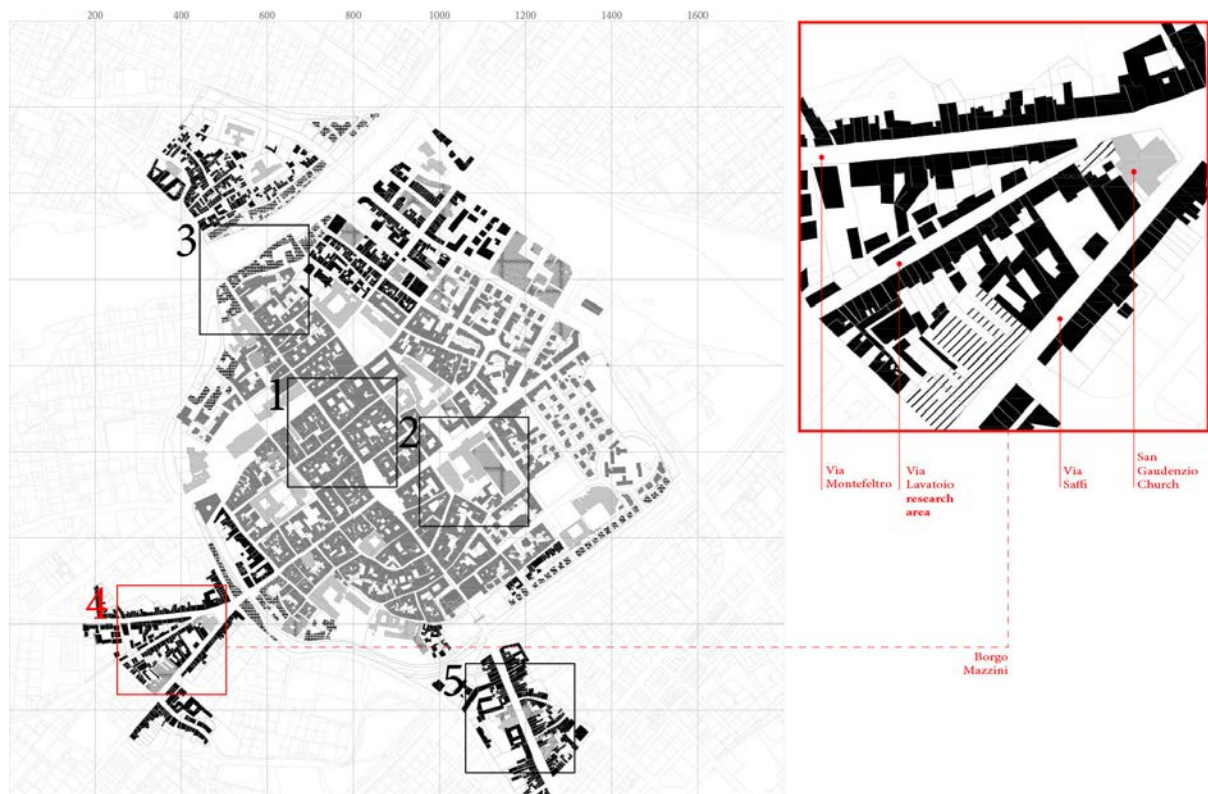 200 400 600 800 1000 1200 1400 1600
3
1
2
4
5
Via
Montefeltro
Via
Lavatoio
research
area
Via
Saffi
San
Gaudenzio
Church
Borgo
Mazzini